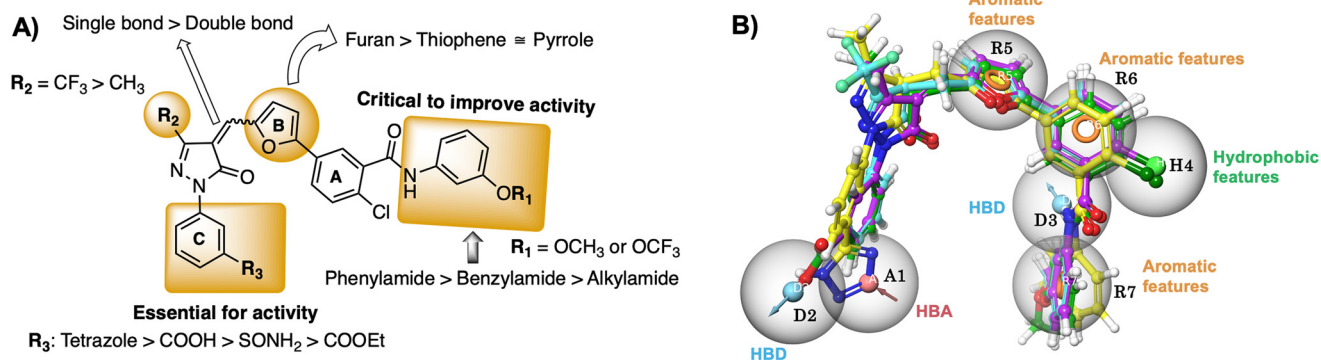 A)
Single bond > Double bond
Furan > Thiophene ≅ Pyrrole
R2 = CF3 > CH3
Critical to improve activity
R2
B
O
O
N
N
O
A
N
H
Cl
OR1
C
R3
R1 = OCH3 or OCF3
Phenylamide > Benzylamide > Alkylamide
Essential for activity
R3: Tetrazole > COOH > SONH2 > COOEt
B)
Aromatic
features
R5
R5
Aromatic features
R6
H4
Hydrophobic
features
HBD
D3
A1
D2
HBA
HBD
R7
Aromatic
features